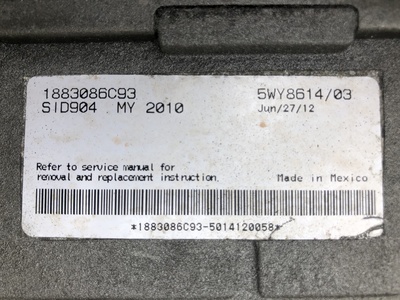 1883086C93 5WY8614/03
SID904 MY 2010 Jun/27/12
Refer to service manual for
removal and replacement instruction. Made in Mexico
*1883086C93-5014120058*